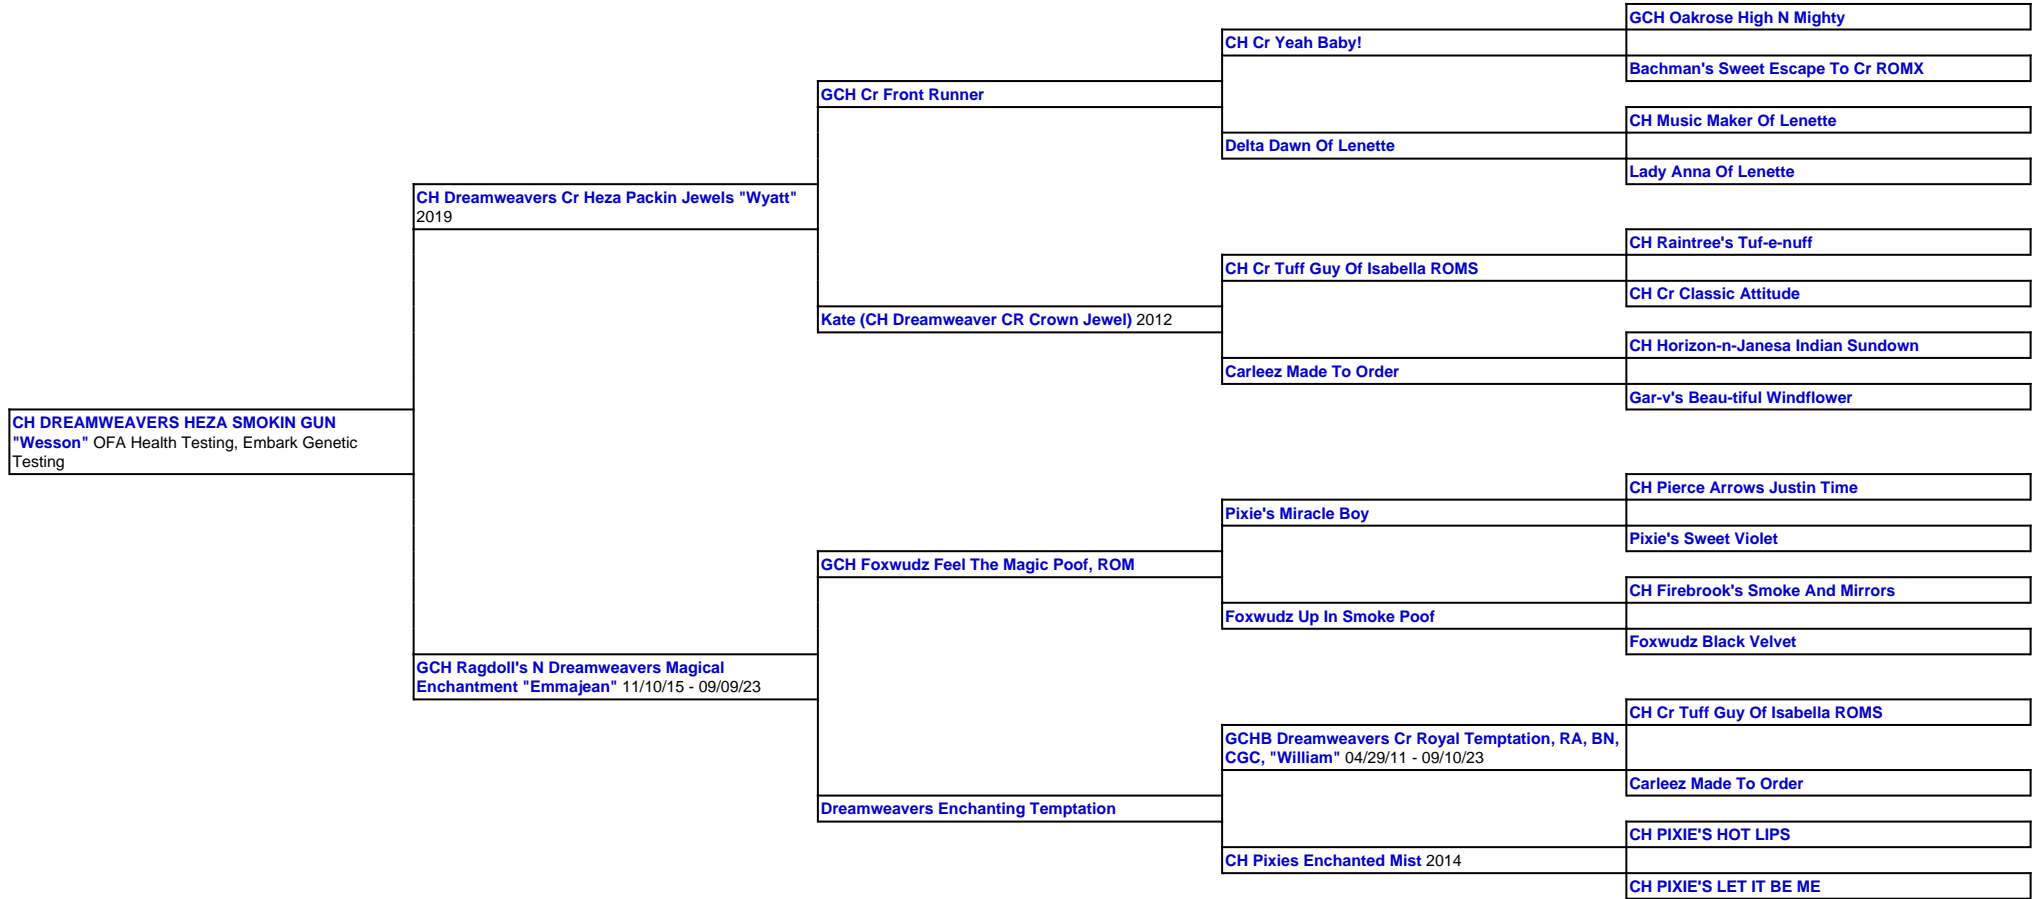 GCH Oakrose High N Mighty
CH Cr Yeah Baby!
Bachman's Sweet Escape To Cr ROMX
GCH Cr Front Runner
CH Music Maker Of Lenette
Delta Dawn Of Lenette
Lady Anna Of Lenette
CH Dreamweavers Cr Heza Packin Jewels "Wyatt"
2019
CH Raintree's Tuf-e-nuff
CH Cr Tuff Guy Of Isabella ROMS
CH Cr Classic Attitude
Kate (CH Dreamweaver CR Crown Jewel) 2012
CH Horizon-n-Janesa Indian Sundown
Carleez Made To Order
Gar-v's Beau-tiful Windflower
CH DREAMWEAVERS HEZA SMOKIN GUN
"Wesson" OFA Health Testing, Embark Genetic
Testing
CH Pierce Arrows Justin Time
Pixie's Miracle Boy
Pixie's Sweet Violet
GCH Foxwudz Feel The Magic Poof, ROM
CH Firebrook's Smoke And Mirrors
Foxwudz Up In Smoke Poof
Foxwudz Black Velvet
GCH Ragdoll's N Dreamweavers Magical
Enchantment "Emmajean" 11/10/15 - 09/09/23
CH Cr Tuff Guy Of Isabella ROMS
GCHB Dreamweavers Cr Royal Temptation, RA, BN,
CGC, "William" 04/29/11 - 09/10/23
Carleez Made To Order
Dreamweavers Enchanting Temptation
CH PIXIE'S HOT LIPS
CH Pixies Enchanted Mist 2014
CH PIXIE'S LET IT BE ME